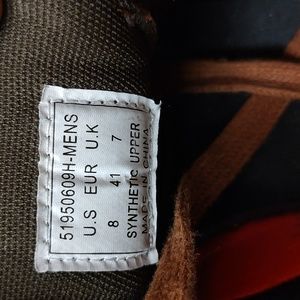 51950609H-MENS
U.S EUR U.K
8 41 7
SYNTHETIC UPPER
MADE IN CHINA